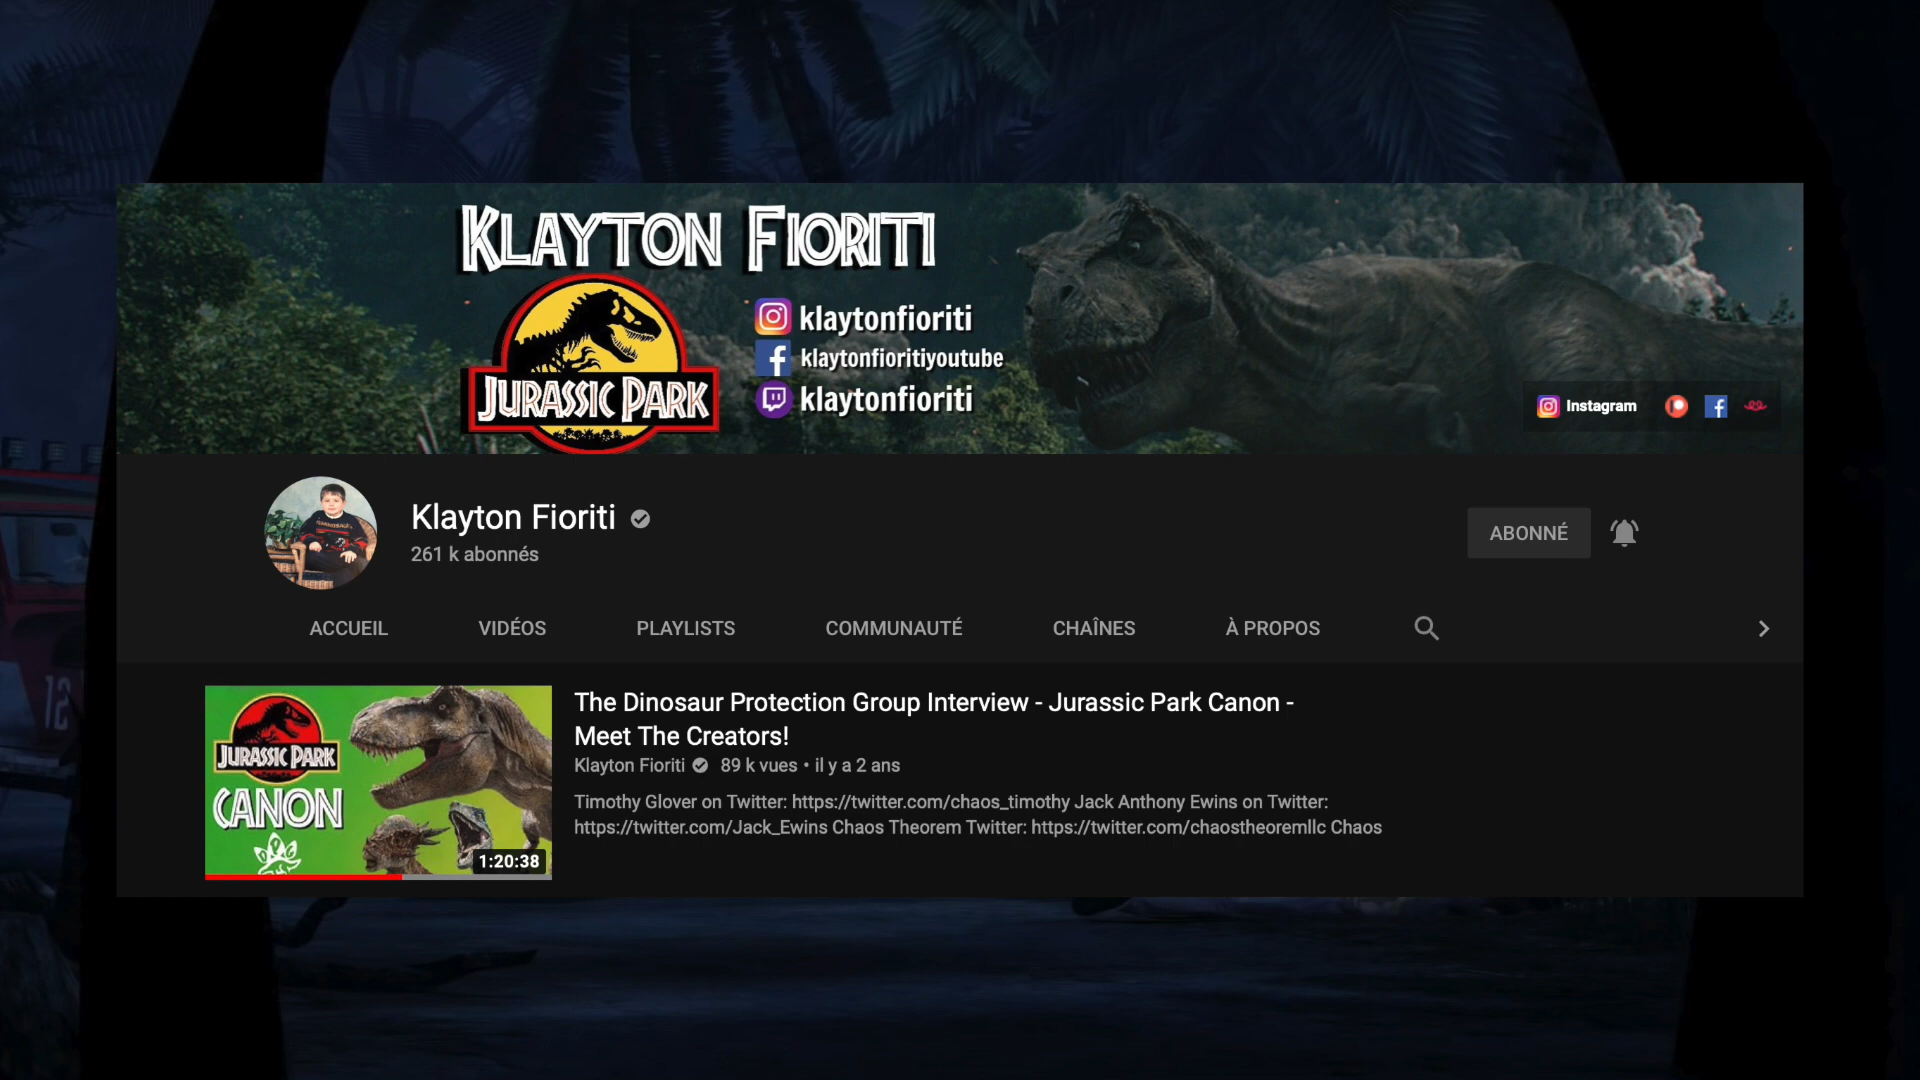 KLAYTON FIORITI
JURASSIC PARK
klaytonfioriti
klaytonfioritiyoutube
klaytonfioriti
Instagram
Klayton Fioriti
261 k abonnés
ABONNÉ
ACCUEIL
VIDÉOS
PLAYLISTS
COMMUNAUTÉ
CHAÎNES
À PROPOS
12
JURASSIC PARK
CANON
1:20:38
The Dinosaur Protection Group Interview - Jurassic Park Canon -
Meet The Creators!
Klayton Fioriti 89 k vues • il y a 2 ans
Timothy Glover on Twitter: https://twitter.com/chaos_timothy Jack Anthony Ewins on Twitter:
https://twitter.com/Jack_Ewins Chaos Theorem Twitter: https://twitter.com/chaostheoremllc Chaos